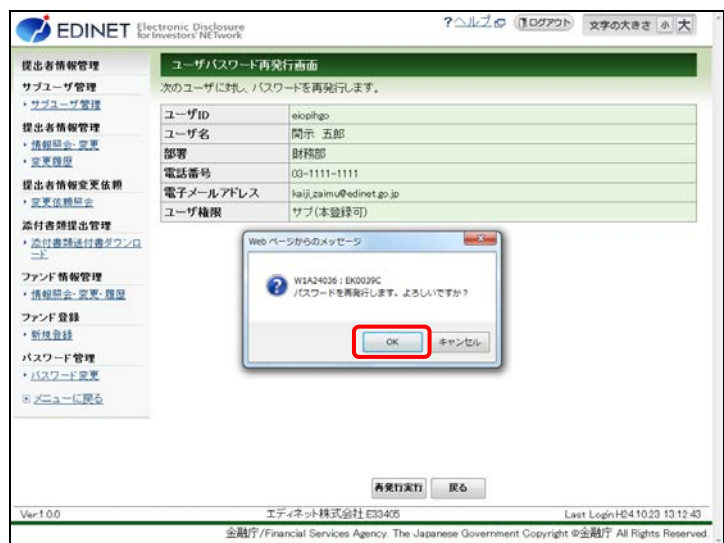 EDINET Electronic Disclosure for Investors' NETwork
?ヘルプ ログアウト 文字の大きさ 小 大
提出者情報管理
サブユーザ管理
・サブユーザ管理
提出者情報管理
・情報照会・変更
・変更履歴
提出者情報変更依頼
・変更依頼照会
添付書類提出管理
・添付書類送付書ダウンロ
ード
ファンド情報管理
・情報照会・変更・履歴
ファンド登録
・新規登録
パスワード管理
・パスワード変更
メニューに戻る
ユーザパスワード再発行画面
次のユーザに対し、パスワードを再発行します。
ユーザID eiopihgo
ユーザ名 開示 五郎
部署 財務部
電話番号 03-1111-1111
電子メールアドレス kaiji_zaimu@edinet.go.jp
ユーザ権限 サブ(本登録可)
Web ページからのメッセージ
W1A24036 : EK0039C
パスワードを再発行します。よろしいですか?
OK キャンセル
再発行実行 戻る
Ver.1.0.0 エディネット株式会社 E33405 Last Login:H24.10.23 13:12:43
金融庁/Financial Services Agency. The Japanese Government Copyright ©金融庁 All Rights Reserved.